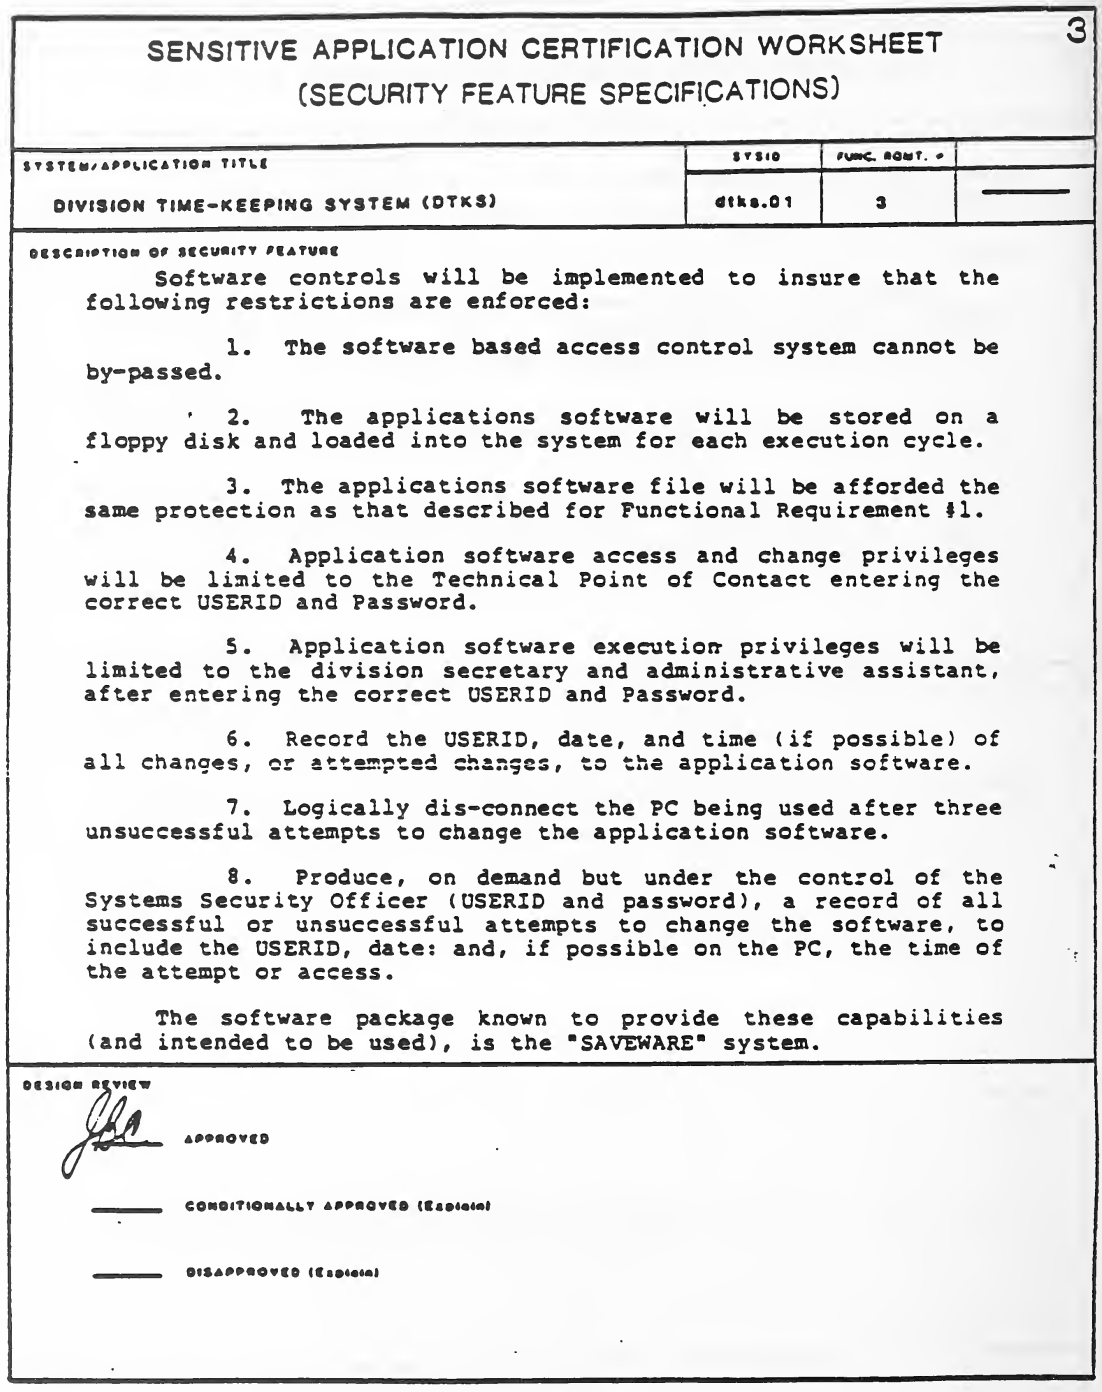 3
SENSITIVE APPLICATION CERTIFICATION WORKSHEET
(SECURITY FEATURE SPECIFICATIONS)
SYSTEM/APPLICATION TITLE
SYSID
FUNC. RQMT. #
DIVISION TIME-KEEPING SYSTEM (DTKS)
dtks.01
3
DESCRIPTION OF SECURITY FEATURE
Software controls will be implemented to insure that the
following restrictions are enforced:
1. The software based access control system cannot be
by-passed.
2. The applications software will be stored on a
floppy disk and loaded into the system for each execution cycle.
3. The applications software file will be afforded the
same protection as that described for Functional Requirement #1.
4. Application software access and change privileges
will be limited to the Technical Point of Contact entering the
correct USERID and Password.
5. Application software execution privileges will be
limited to the division secretary and administrative assistant,
after entering the correct USERID and Password.
6. Record the USERID, date, and time (if possible) of
all changes, or attempted changes, to the application software.
7. Logically dis-connect the PC being used after three
unsuccessful attempts to change the application software.
8. Produce, on demand but under the control of the
Systems Security Officer (USERID and password), a record of all
successful or unsuccessful attempts to change the software, to
include the USERID, date: and, if possible on the PC, the time of
the attempt or access.
The software package known to provide these capabilities
(and intended to be used), is the "SAVEWARE" system.
DESIGN REVIEW
APPROVED
CONDITIONALLY APPROVED (Explain)
DISAPPROVED (Explain)